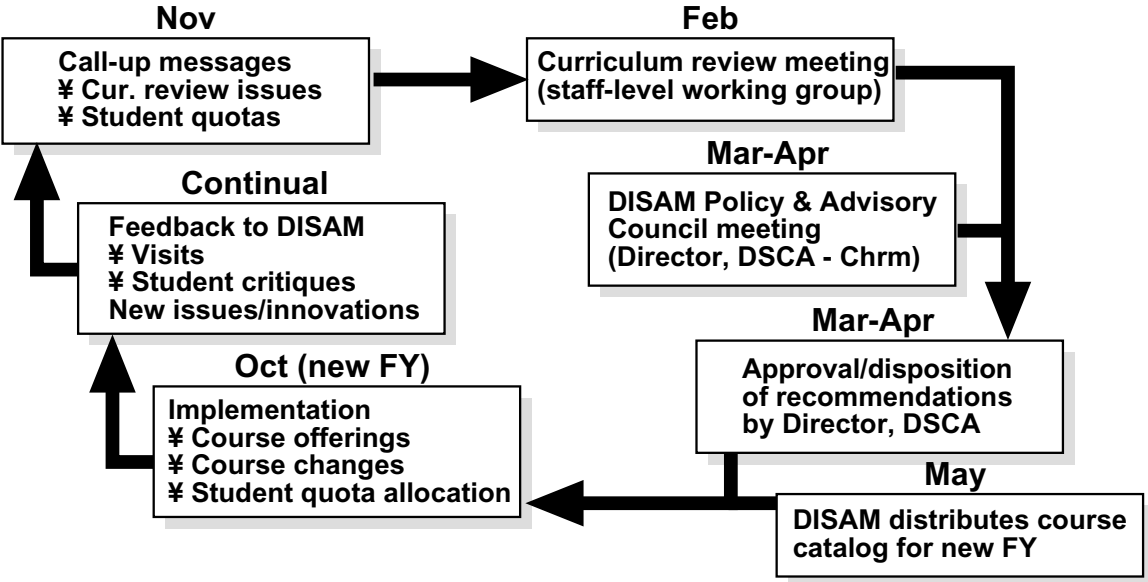 Nov
Call-up messages
¥ Cur. review issues
¥ Student quotas
Feb
Curriculum review meeting
(staff-level working group)
Mar-Apr
DISAM Policy & Advisory
Council meeting
(Director, DSCA - Chrm)
Mar-Apr
Approval/disposition
of recommendations
by Director, DSCA
May
DISAM distributes course
catalog for new FY
Oct (new FY)
Implementation
¥ Course offerings
¥ Course changes
¥ Student quota allocation
Continual
Feedback to DISAM
¥ Visits
¥ Student critiques
New issues/innovations